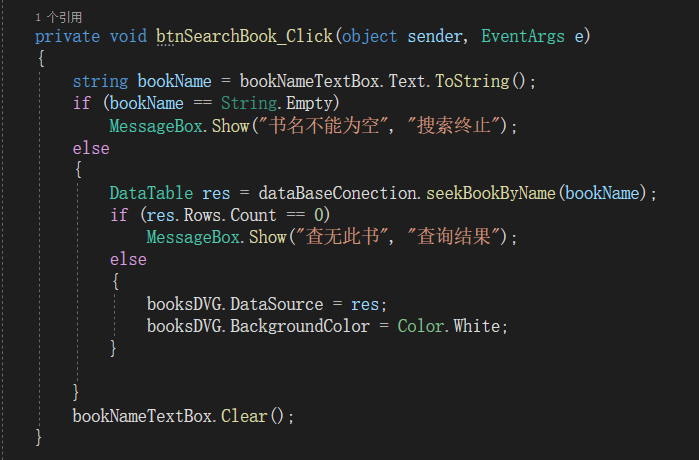 1 个引用
private void btnSearchBook_Click(object sender, EventArgs e)
{
string bookName = bookNameTextBox.Text.ToString();
if (bookName == String.Empty)
MessageBox.Show("书名不能为空", "搜索终止");
else
{
DataTable res = dataBaseConection.seekBookByName(bookName);
if (res.Rows.Count == 0)
MessageBox.Show("查无此书", "查询结果");
else
{
booksDVG.DataSource = res;
booksDVG.BackgroundColor = Color.White;
}
}
bookNameTextBox.Clear();
}